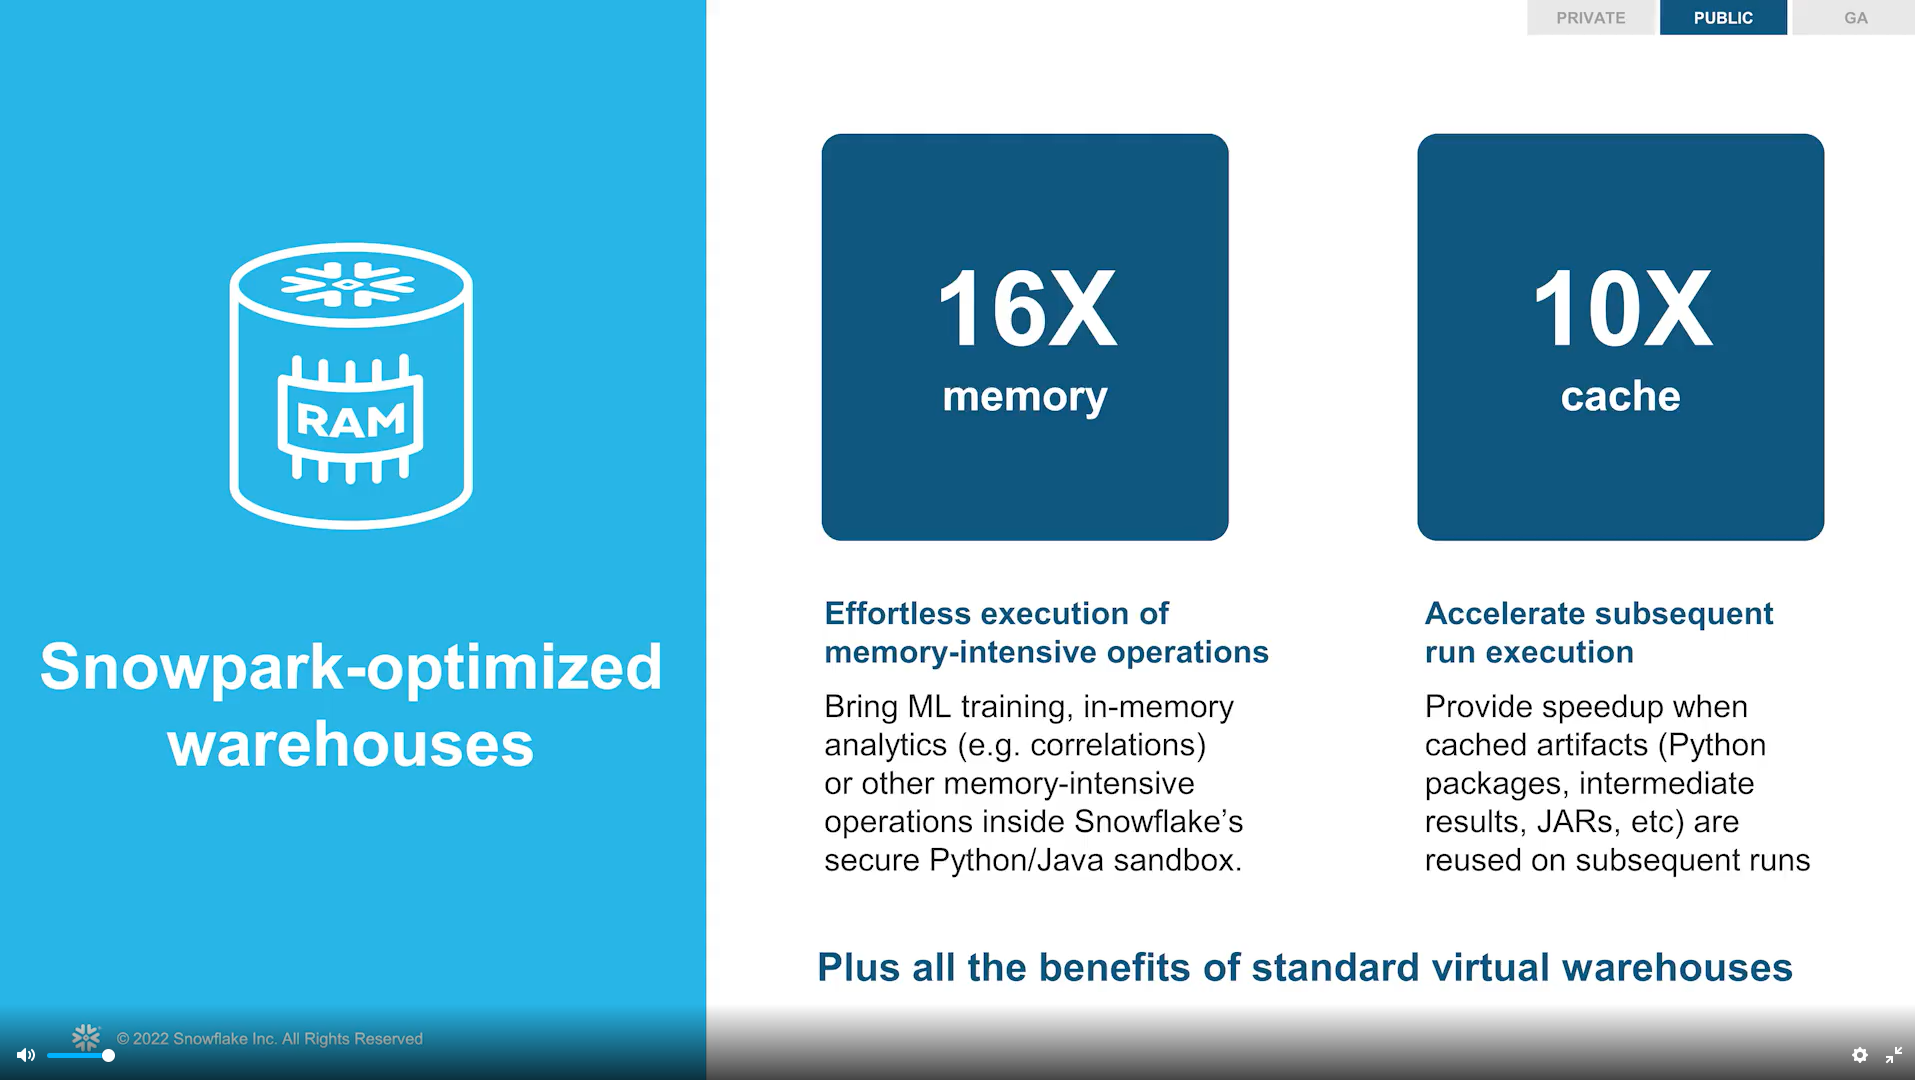 PRIVATE
PUBLIC
GA
RAM
Snowpark-optimized
warehouses
16X
memory
Effortless execution of
memory-intensive operations
Bring ML training, in-memory
analytics (e.g. correlations)
or other memory-intensive
operations inside Snowflake’s
secure Python/Java sandbox.
10X
cache
Accelerate subsequent
run execution
Provide speedup when
cached artifacts (Python
packages, intermediate
results, JARs, etc) are
reused on subsequent runs
Plus all the benefits of standard virtual warehouses
© 2022 Snowflake Inc. All Rights Reserved